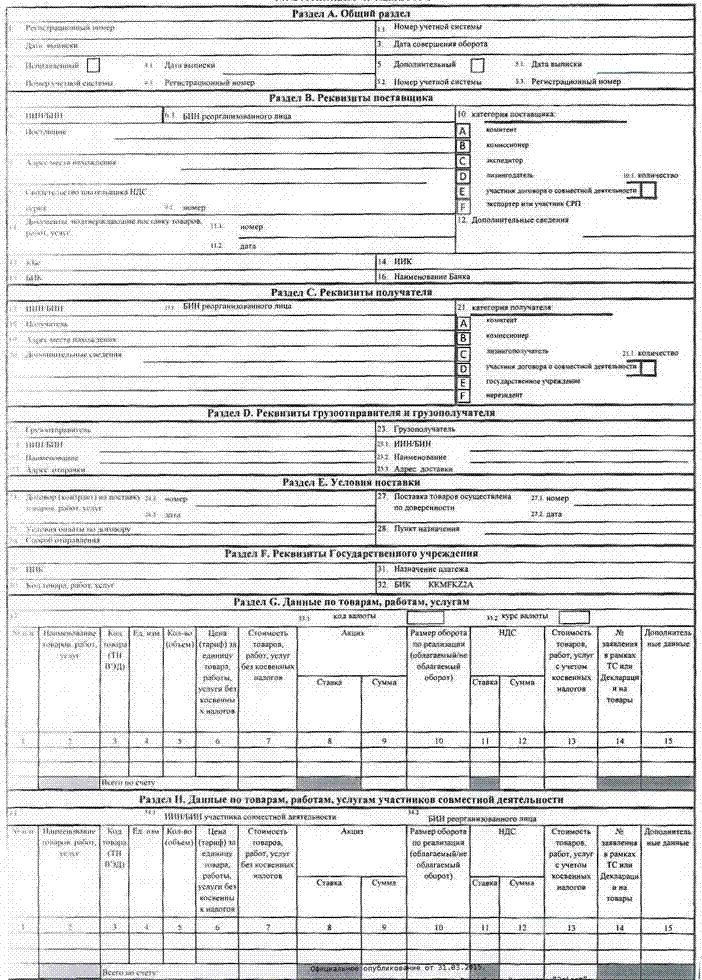 Раздел A. Общий раздел
Регистрационный номер 1.1. Номер учетной системы
Дата выписки 3. Дата совершения оборота
Исправленный 4.1. Дата выписки 5 Дополнительный 5.1. Дата выписки
Номер учетной системы 4.3. Регистрационный номер 5.2. Номер учетной системы 5.3. Регистрационный номер
Раздел B. Реквизиты поставщика
ИИН/БИН 6.1. БИН реорганизованного лица 10. категория поставщика:
Поставщик A комитент
B комиссионер
Адрес места нахождения C экспедитор
D лизингодатель 10.1. количество
Свидетельство плательщика НДС E участник договора о совместной деятельности
серия 9.2. номер F экспортер или участник СРП
Документы, подтверждающие поставку товаров, 11.1. номер 12. Дополнительные сведения
работ, услуг
11.2. дата
Кбе 14. ИИК
БИК 16. Наименование Банка
Раздел C. Реквизиты получателя
ИИН/БИН БИН реорганизованного лица 21. категория получателя:
Получатель A комитент
Адрес места нахождения B комиссионер
Дополнительные сведения C лизингополучатель 21.1. количество
D участник договора о совместной деятельности
E государственное учреждение
F нерезидент
Раздел D. Реквизиты грузоотправителя и грузополучателя
Грузоотправитель 23. Грузополучатель
ИИН/БИН 23.1. ИИН/БИН
Наименование 23.2. Наименование
Адрес отправки 23.3. Адрес доставки
Раздел E. Условия поставки
Договор (контракт) на поставку номер 27. Поставка товаров осуществлена 27.1. номер
товаров, работ, услуг дата по доверенности 27.2. дата
Условия оплаты по договору 28. Пункт назначения
Способ отправления
Раздел F. Реквизиты Государственного учреждения
ИИК 31. Назначение платежа
Код товара, работ, услуг 32. БИК KKMFKZ2A
Раздел G. Данные по товарам, работам, услугам
33.1 код валюты 33.2 курс валюты
№ п/п Наименование товаров, работ, услуг Код товара (ТН ВЭД) Ед. изм Кол-во (объем) Цена (тариф) за единицу товара, работы, услуги без косвенны х налогов Стоимость товаров, работ, услуг без косвенных налогов Акциз Размер оборота по реализации (облагаемый/не облагаемый оборот) НДС Стоимость товаров, работ, услуг с учетом косвенных налогов № заявления в рамках ТС или Деклараци и на товары Дополнитель ные данные
Ставка Сумма Ставка Сумма
1 2 3 4 5 6 7 8 9 10 11 12 13 14 15
Всего по счету
Раздел H. Данные по товарам, работам, услугам участников совместной деятельности
34.1 ИИН/БИН участника совместной деятельности 34.2 БИН реорганизованного лица
№ п/п Наименование товаров, работ, услуг Код товара (ТН ВЭД) Ед. изм Кол-во (объем) Цена (тариф) за единицу товара, работы, услуги без косвенны х налогов Стоимость товаров, работ, услуг без косвенных налогов Акциз Размер оборота по реализации (облагаемый/не облагаемый оборот) НДС Стоимость товаров, работ, услуг с учетом косвенных налогов № заявления в рамках ТС или Деклараци и на товары Дополнитель ные данные
Ставка Сумма Ставка Сумма
1 2 3 4 5 6 7 8 9 10 11 12 13 14 15
Всего по счету
Официальное опубликование от 31.03.2015.